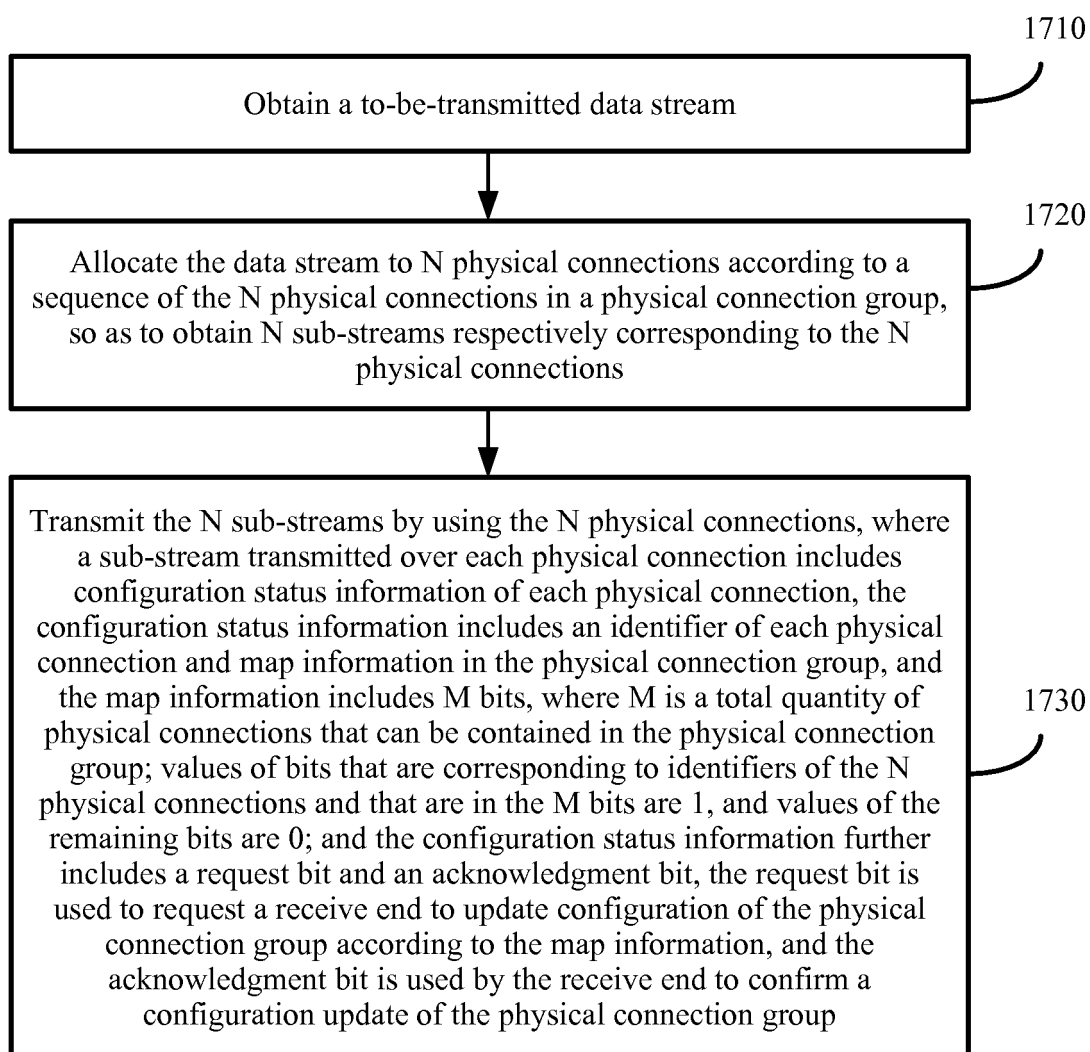 1710
Obtain a to-be-transmitted data stream
1720
Allocate the data stream to N physical connections according to a
sequence of the N physical connections in a physical connection group,
so as to obtain N sub-streams respectively corresponding to the N
physical connections
Transmit the N sub-streams by using the N physical connections, where
a sub-stream transmitted over each physical connection includes
configuration status information of each physical connection, the
configuration status information includes an identifier of each physical
connection and map information in the physical connection group, and
the map information includes M bits, where M is a total quantity of
physical connections that can be contained in the physical connection
group; values of bits that are corresponding to identifiers of the N
physical connections and that are in the M bits are 1, and values of the
remaining bits are 0; and the configuration status information further
includes a request bit and an acknowledgment bit, the request bit is
used to request a receive end to update configuration of the physical
connection group according to the map information, and the
acknowledgment bit is used by the receive end to confirm a
configuration update of the physical connection group
1730